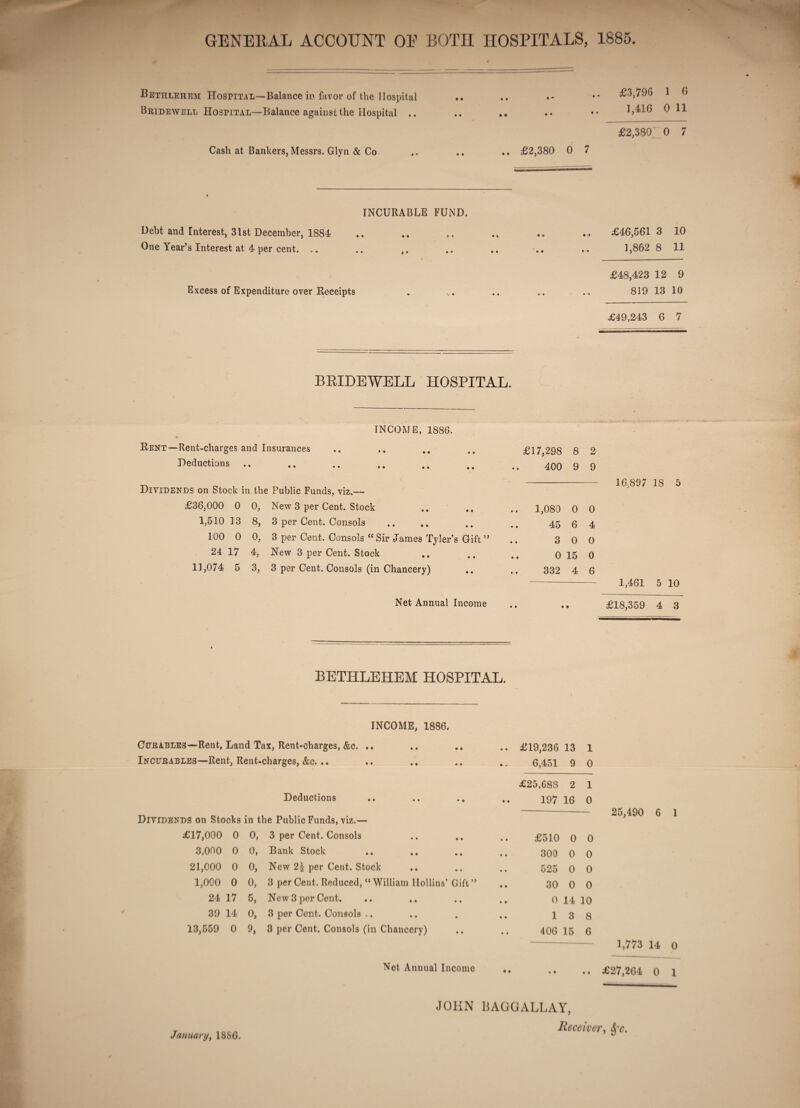 GENERAL ACCOUNT OF BOTH HOSPITALS, 1885.
BETHLEHEM HOSPITAL—Balance in favor of the Hospital .. .. .. .. £3,796 1 6
BRIDEWELL HOSPITAL—Balance against the Hospital .. .. .. .. .. 1,416 0 11
£2,380 0 7
Cash at Bankers, Messrs. Glyn & Co .. .. .. £2,380 0 7
INCURABLE FUND.
Debt and Interest, 31st December, 1884 .. .. .. .. .. .. £46,561 3 10
One Year's Interest at 4 per cent. .. .. .. .. .. .. .. 1,862 8 11
£48,423 12 9
Excess of Expenditure over Receipts . .. .. .. .. 819 13 10
£49,243 6 7
BRIDEWELL HOSPITAL.
INCOME, 1886.
RENT—Rent-charges and Insurances .. .. .. .. £17,298 8 2
Deductions .. .. .. .. .. .. .. 400 9 9
16,897 18 5
DIVIDENDS on Stock in the Public Funds, viz.—
£36,000 0 0, New 3 per Cent. Stock .. .. .. 1,080 0 0
1,510 13 8, 3 per Cent. Consols .. .. .. .. 45 6 4
100 0 0, 3 per Cent. Consols “Sir James Tyler's Gift” .. 3 0 0
24 17 4, New 3 per Cent. Stock .. .. .. 0 15 0
11,074 5 3, 3 per Cent. Consols (in Chancery) .. .. 332 4 6
1,461 5 10
Net Annual Income .. .. £18,359 4 3
BETHLEHEM HOSPITAL.
INCOME, 1886.
CURABLES—Rent, Land Tax, Rent-charges, &c. .. .. .. .. £19,236 13 1
INCURABLES—Rent, Rent-charges, &c. .. .. .. .. .. 6,451 9 0
£25,688 2 1
Deductions .. .. .. .. 197 16 0
25,490 6 1
DIVIDENDS on Stocks in the Public Funds, viz.—
£17,000 0 0, 3 per Cent. Consols .. .. .. £510 0 0
3,000 0 0, Bank Stock .. .. .. .. 300 0 0
21,000 0 0, New 2½ per Cent. Stock .. .. .. 525 0 0
1,000 0 0, 3 per Cent. Reduced, “William Hollins' Gift” .. 30 0 0
24 17 5, New 3 per Cent. .. .. .. .. 0 14 10
39 14 0, 3 per Cent. Consols .. .. . .. 1 3 8
13,559 0 9, 3 per Cent. Consols (in Chancery) .. .. 406 15 6
1,773 14 0
Net Annual Income .. .. .. £27,264 0 1
JOHN BAGGALLAY,
Receiver, &c.
January, 1886.